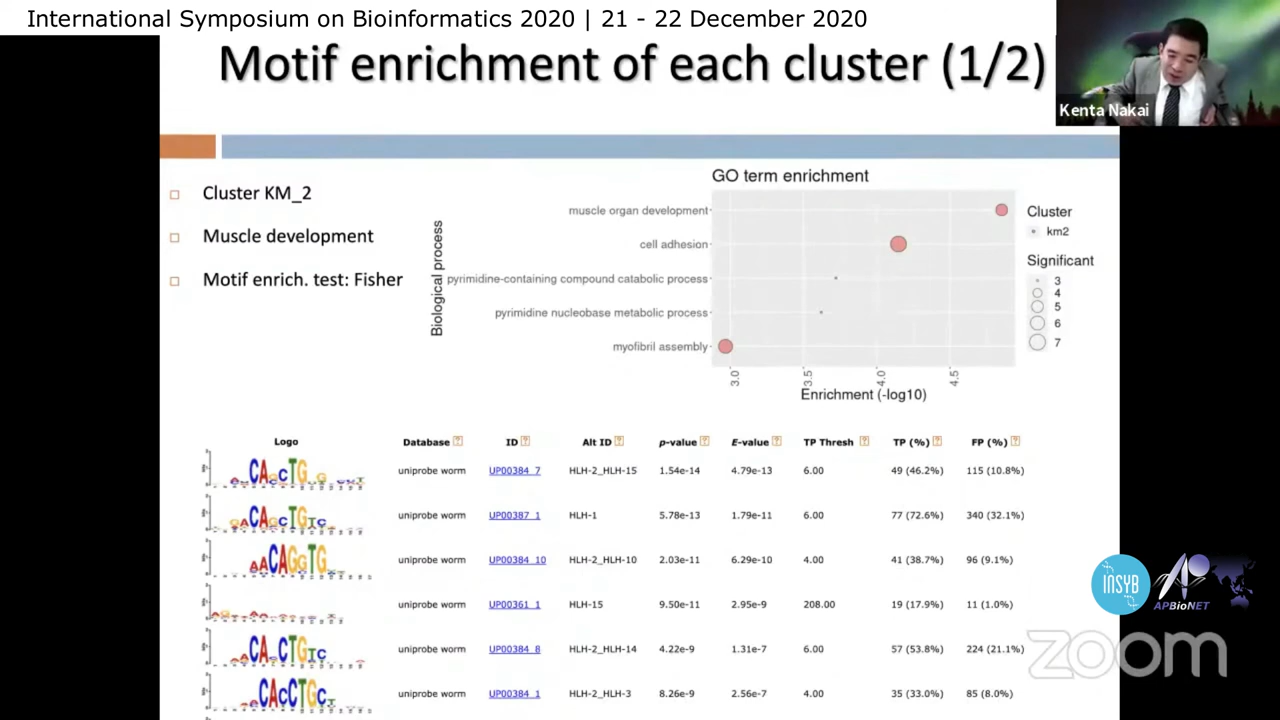 International Symposium on Bioinformatics 2020 | 21 - 22 December 2020
Motif enrichment of each cluster (1/2)
Kenta Nakai
Cluster KM_2
Muscle development
Motif enrich. test: Fisher
GO term enrichment
Biological process
muscle organ development
cell adhesion
pyrimidine-containing compound catabolic process
pyrimidine nucleobase metabolic process
myofibril assembly
3.0 3.5 4.0 4.5
Enrichment (-log10)
Cluster
km2
Significant
3
4
5
6
7
Logo Database ID Alt ID p-value E-value TP Thresh TP (%) FP (%)
uniprobe worm UP00384_7 HLH-2_HLH-15 1.54e-14 4.79e-13 6.00 49 (46.2%) 115 (10.8%)
uniprobe worm UP00387_1 HLH-1 5.78e-13 1.79e-11 6.00 77 (72.6%) 340 (32.1%)
uniprobe worm UP00384_10 HLH-2_HLH-10 2.03e-11 6.29e-10 4.00 41 (38.7%) 96 (9.1%)
uniprobe worm UP00361_1 HLH-15 9.50e-11 2.95e-9 208.00 19 (17.9%) 11 (1.0%)
uniprobe worm UP00384_8 HLH-2_HLH-14 4.22e-9 1.31e-7 6.00 57 (53.8%) 224 (21.1%)
uniprobe worm UP00384_1 HLH-2_HLH-3 8.26e-9 2.56e-7 4.00 35 (33.0%) 85 (8.0%)
INSYB
APBioNET
zoom